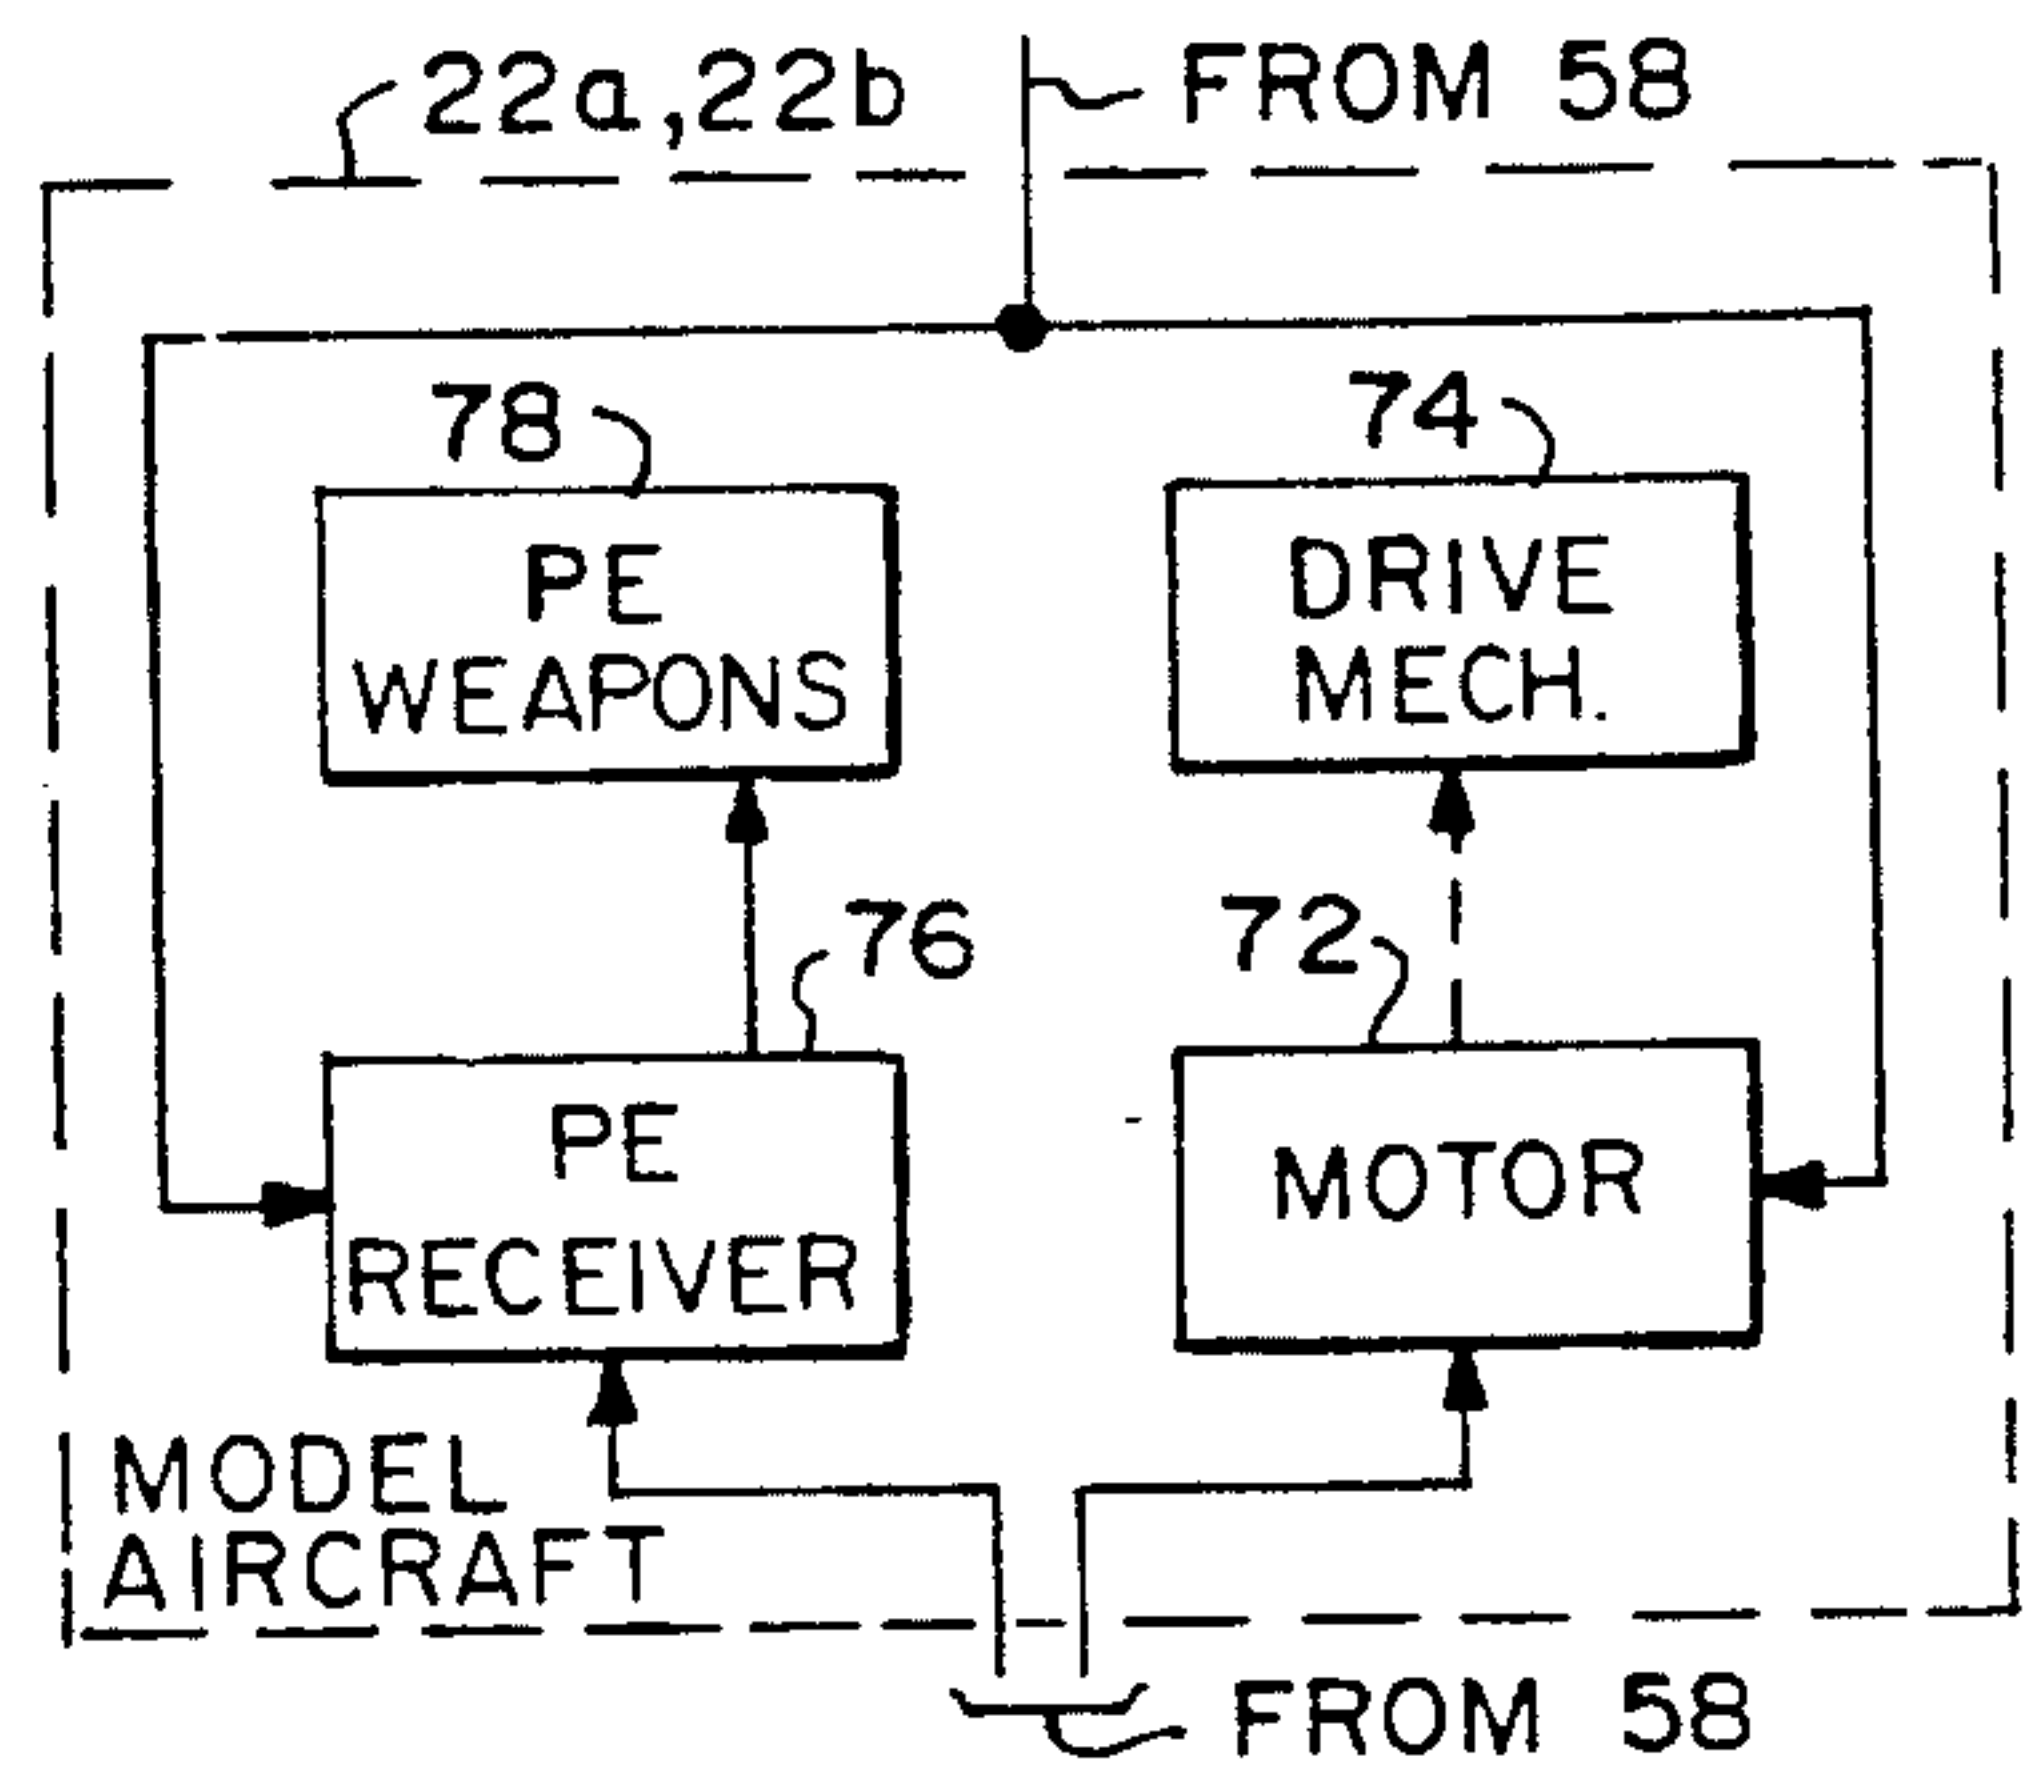 22a,22b
FROM 58
78
74
PE
WEAPONS
DRIVE
MECH.
76
72
PE
RECEIVER
MOTOR
MODEL
AIRCRAFT
FROM 58